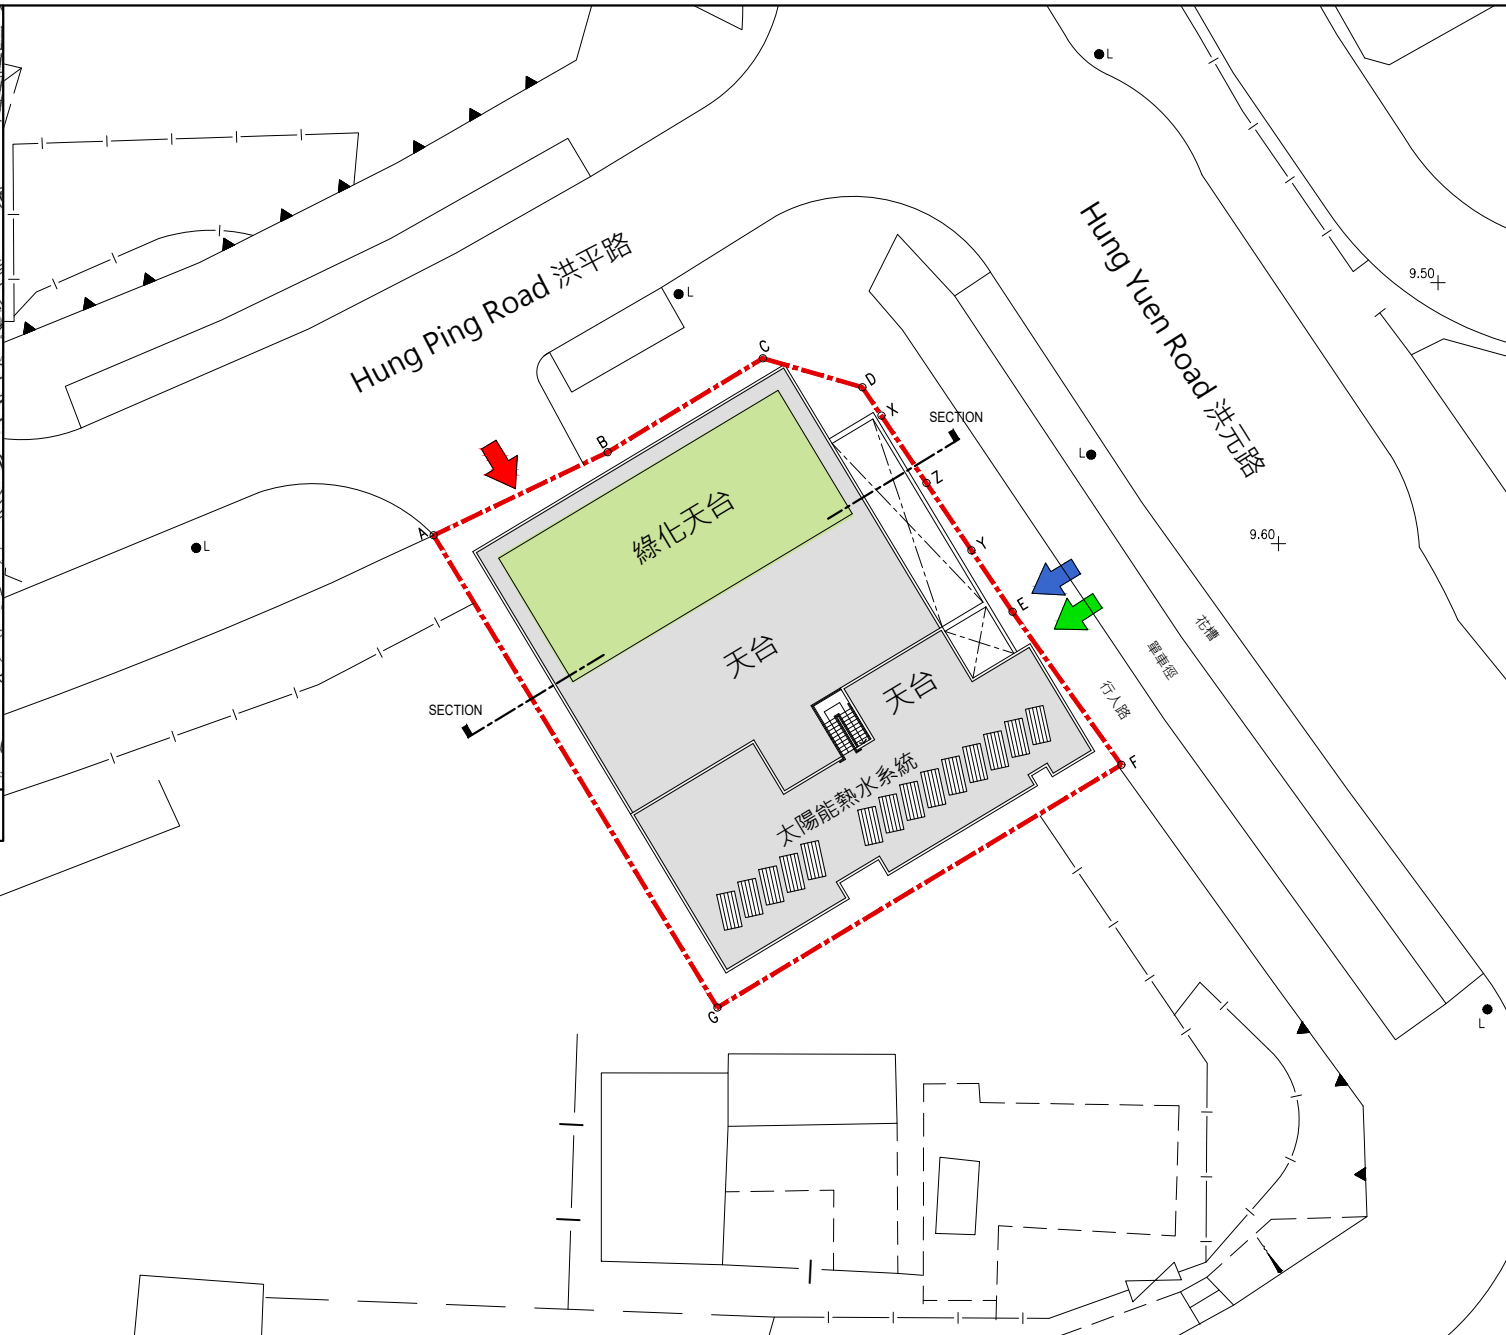 L
Hung Ping Road 洪平路
Hung Yuen Road 洪元路
9.50
L
C
D
X
SECTION
B
L
Z
A
綠化天台
L
Y
9.60
E
花槽
天台
單車徑
天台
行人路
SECTION
F
太陽能熱水系統
G
L